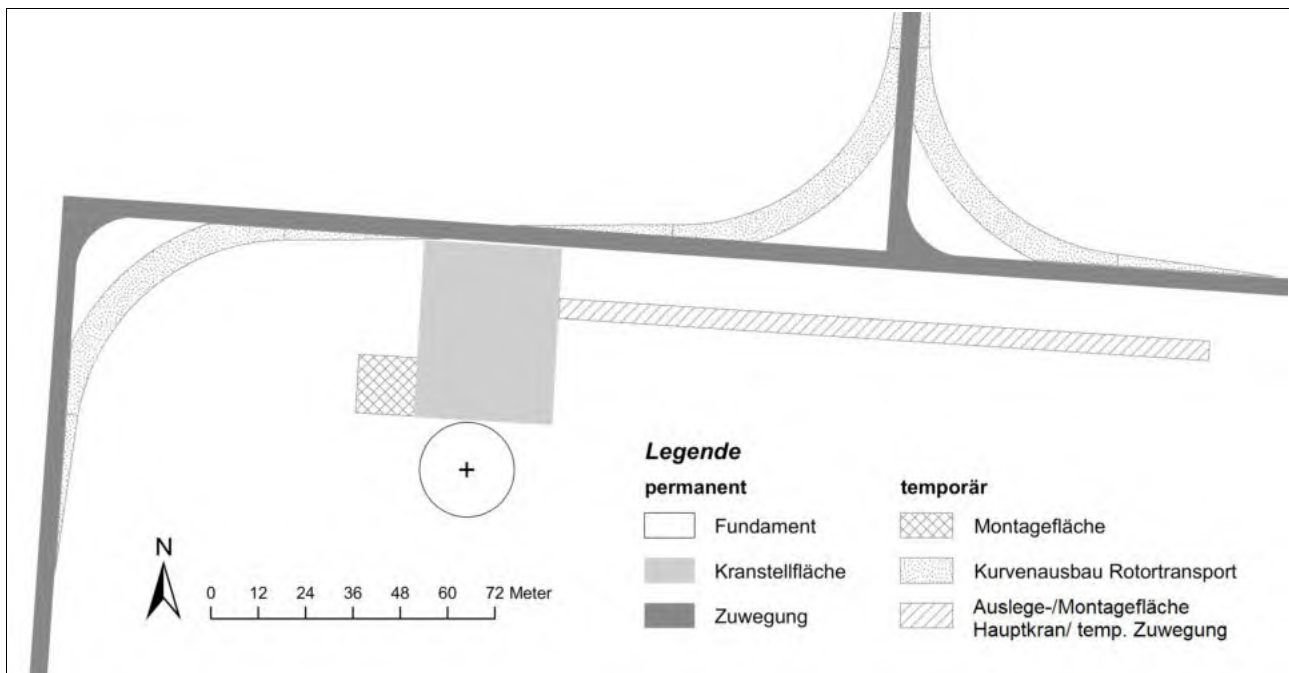 Legende
permanent
temporär
Fundament
Montagefläche
Kranstellfläche
Kurvenausbau Rotortransport
Zuwegung
Auslege-/Montagefläche
Hauptkran/ temp. Zuwegung
N
0 12 24 36 48 60 72 Meter